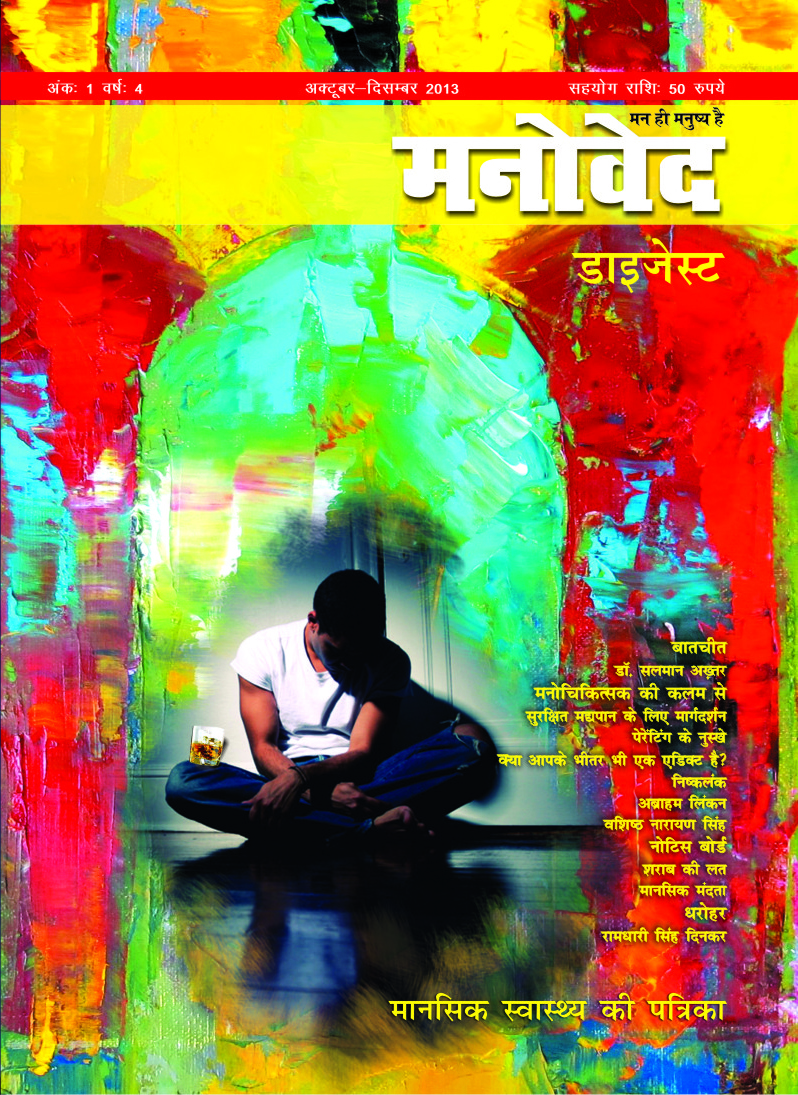 अंकः 1 वर्षः 4 अक्टूबर–दिसम्बर 2013 सहयोग राशिः 50 रुपये
मन ही मनुष्य है
मनोवेद
डाइजेस्ट
बातचीत
डॉ. सलमान अख़्तर
मनोचिकित्सक की कलम से
सुरक्षित मद्यपान के लिए मार्गदर्शन
पेरेंटिंग के नुस्खे
क्या आपके भीतर भी एक एडिक्ट है?
निष्कलंक
अब्राहम लिंकन
वशिष्ठ नारायण सिंह
नोटिस बोर्ड
शराब की लत
मानसिक मंदता
धरोहर
रामधारी सिंह दिनकर
मानसिक स्वास्थ्य की पत्रिका